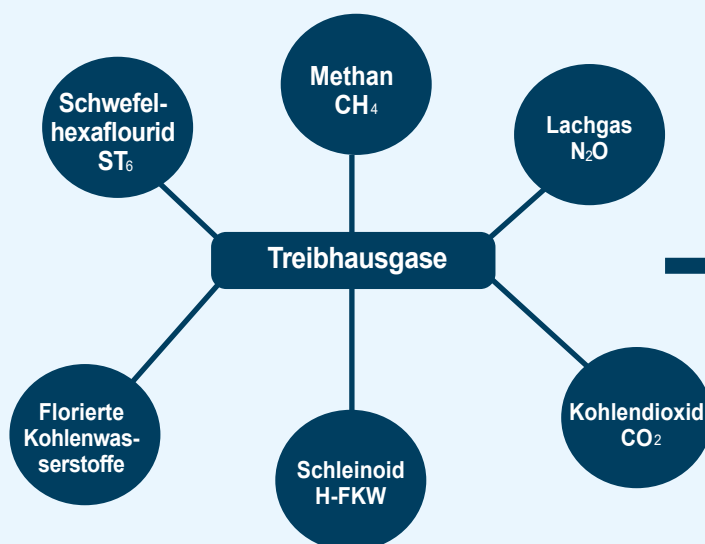 Methan
CH₄
Schwefel-
hexaflourid
ST₆
Lachgas
N₂O
Treibhausgase
Florierte
Kohlenwas-
serstoffe
Schleinoid
H-FKW
Kohlendioxid
CO₂